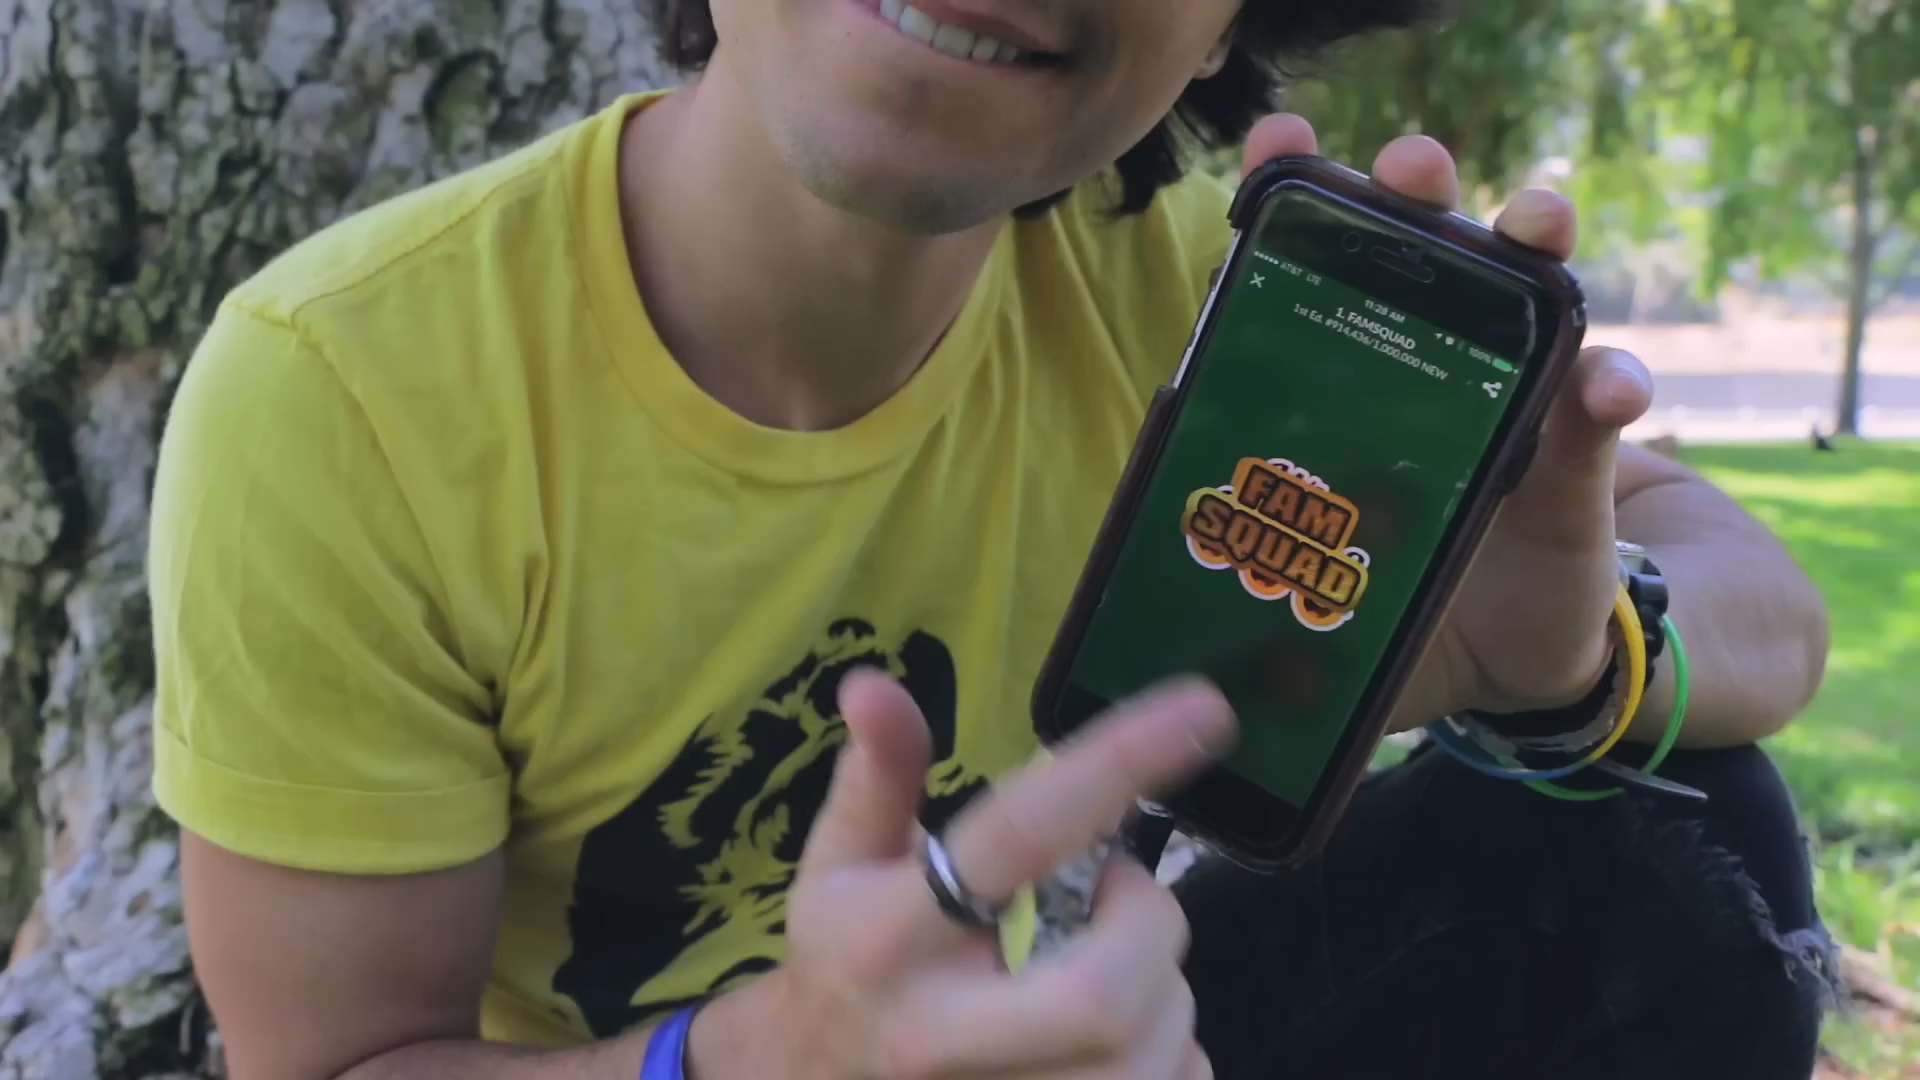 AT&T LTE
11:28 AM
100%
1. FAMSQUAD
1st Ed. #914,436/1,000,000 NEW
FAM
SQUAD